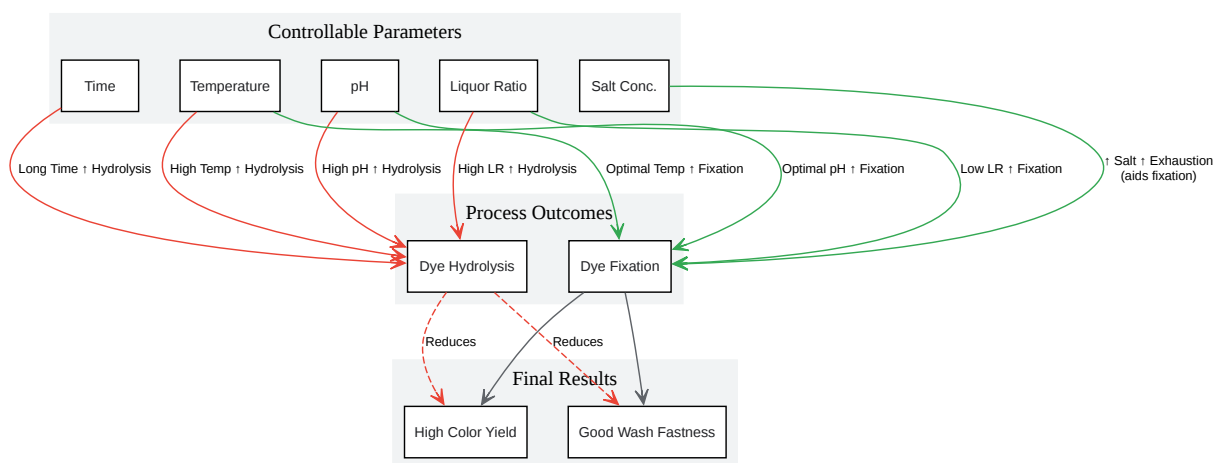 Controllable Parameters
Time
Temperature
pH
Liquor Ratio
Salt Conc.
Long Time ↑ Hydrolysis
High Temp ↑ Hydrolysis
High pH ↑ Hydrolysis
High LR ↑ Hydrolysis
Optimal Temp ↑ Fixation
Optimal pH ↑ Fixation
Low LR ↑ Fixation
↑ Salt ↑ Exhaustion
(aids fixation)
Process Outcomes
Dye Hydrolysis
Dye Fixation
Reduces
Reduces
Final Results
High Color Yield
Good Wash Fastness